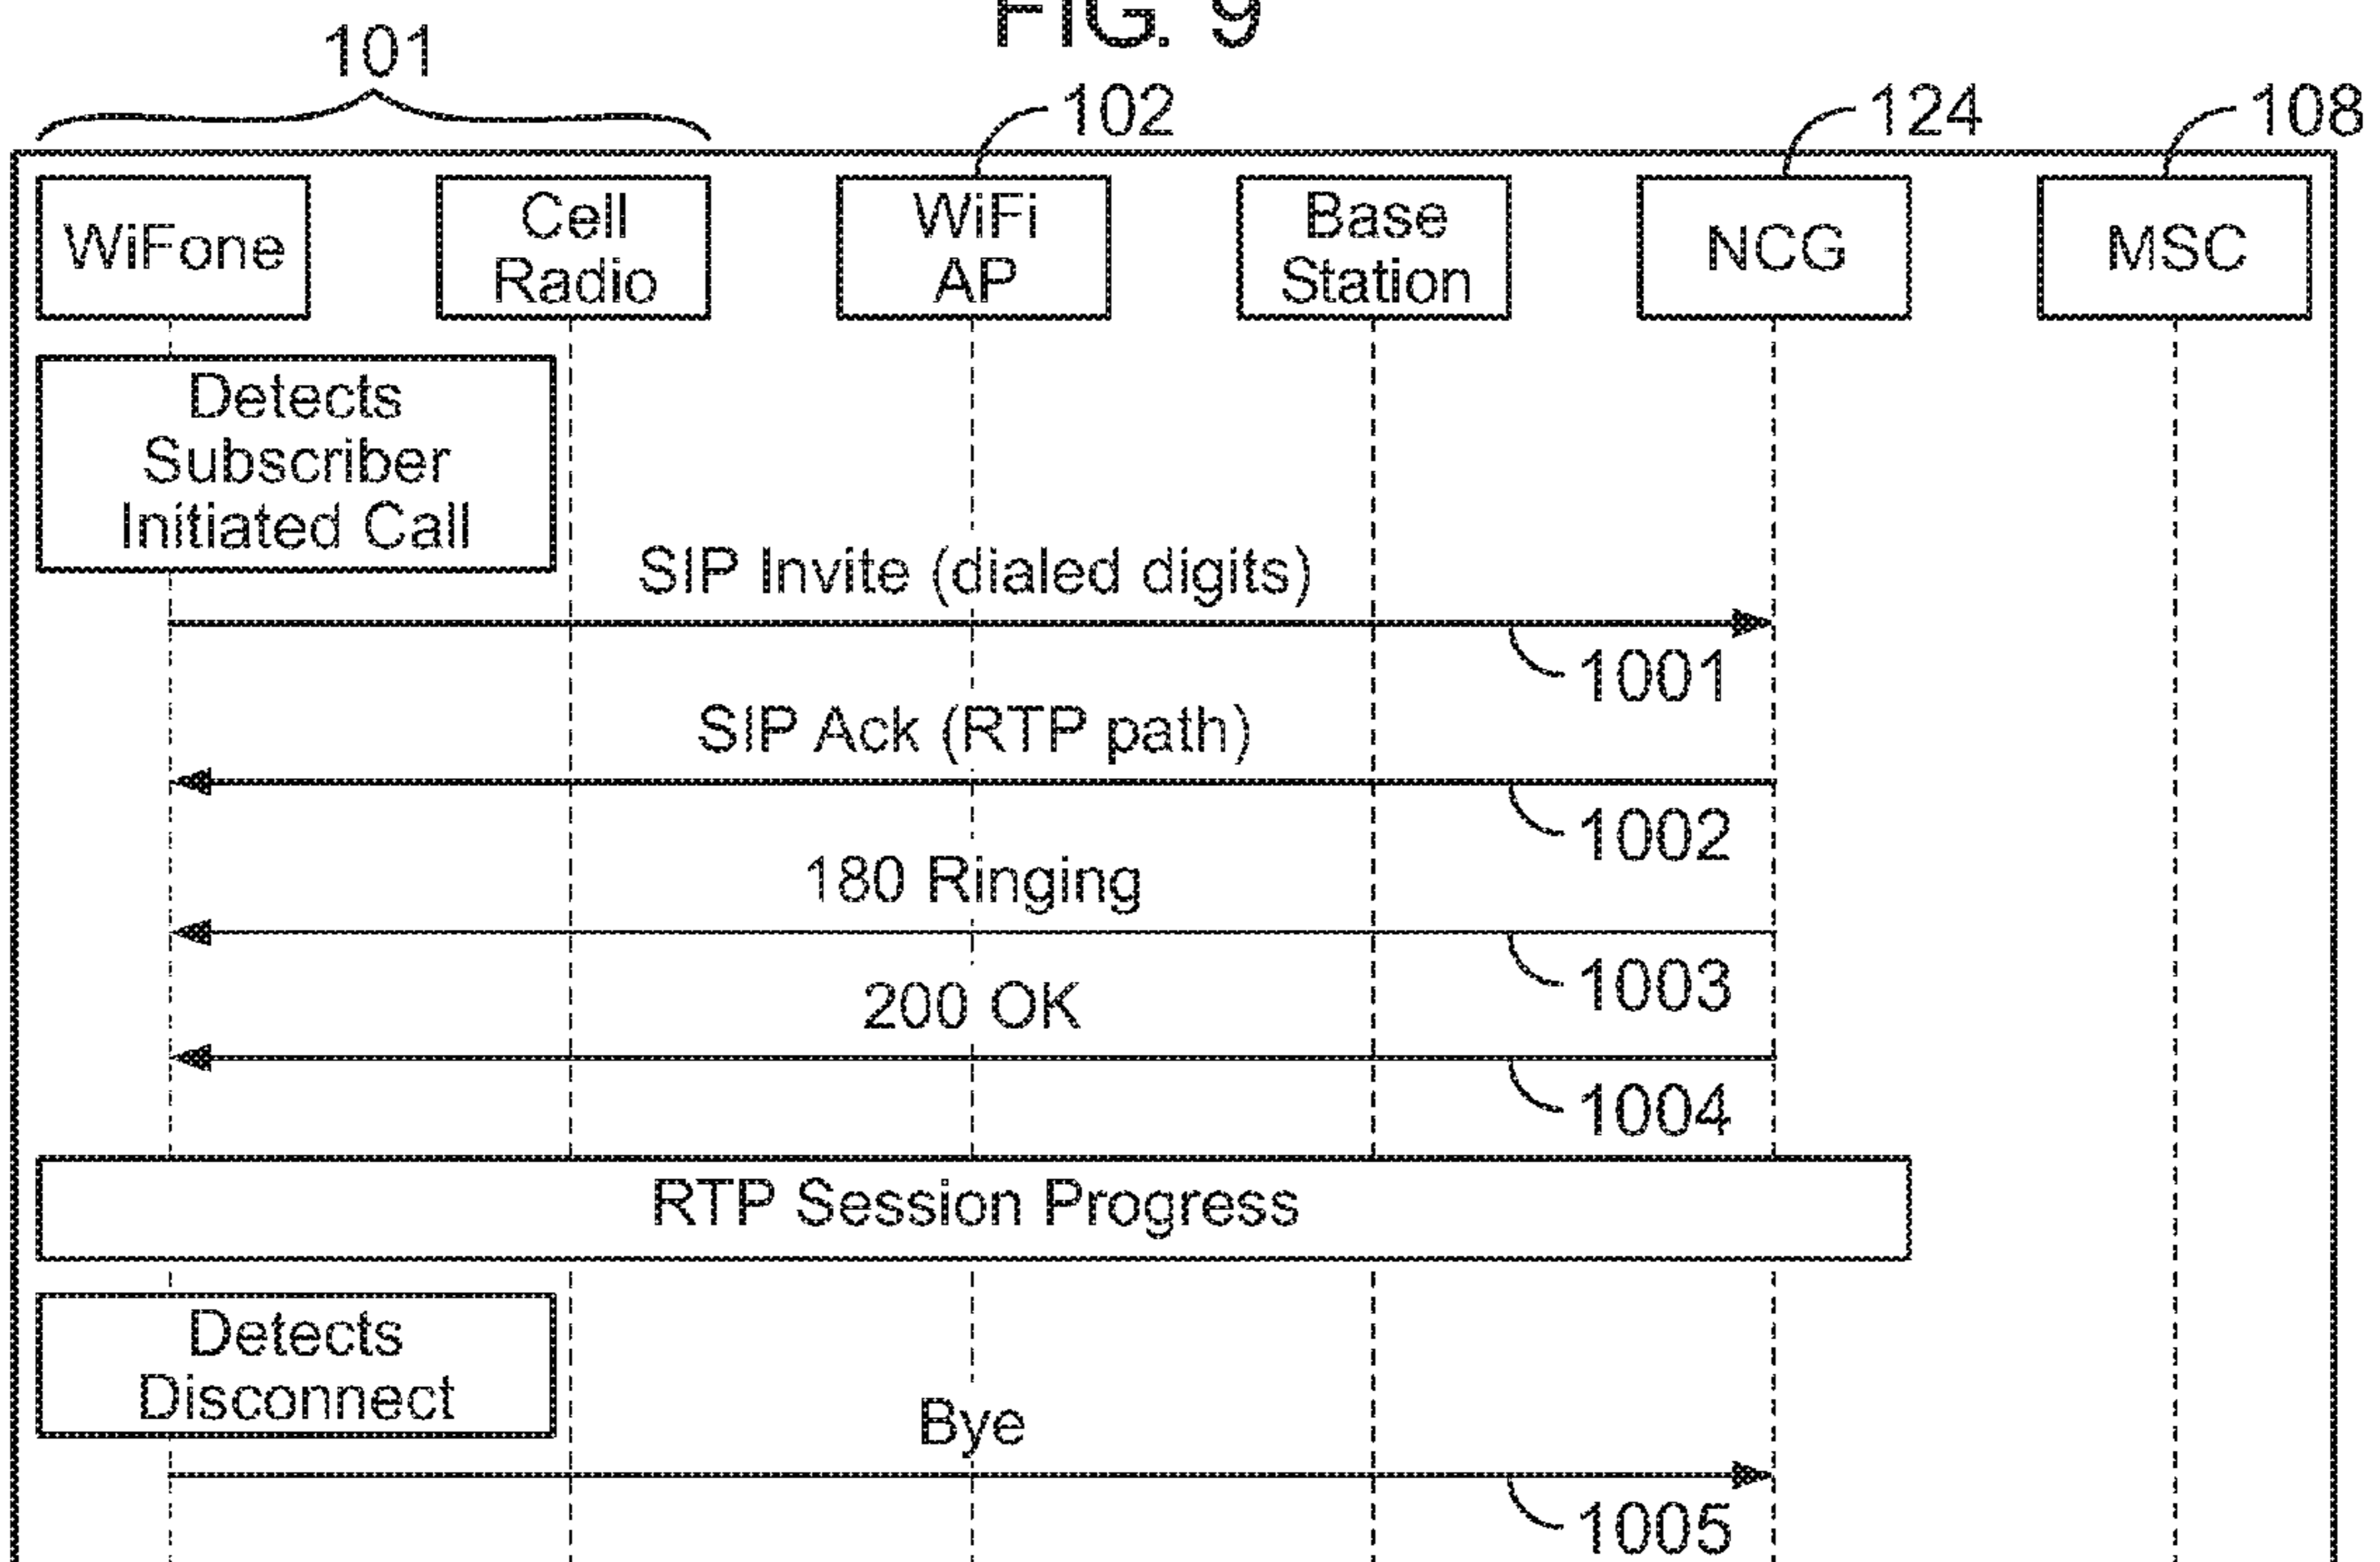 FIG. 9
101
102
124
108
WiFone
Cell
Radio
WiFi
AP
Base
Station
NCG
MSC
Detects
Subscriber
Initiated Call
SIP Invite (dialed digits)
1001
SIP Ack (RTP path)
1002
180 Ringing
1003
200 OK
1004
RTP Session Progress
Detects
Disconnect
Bye
1005